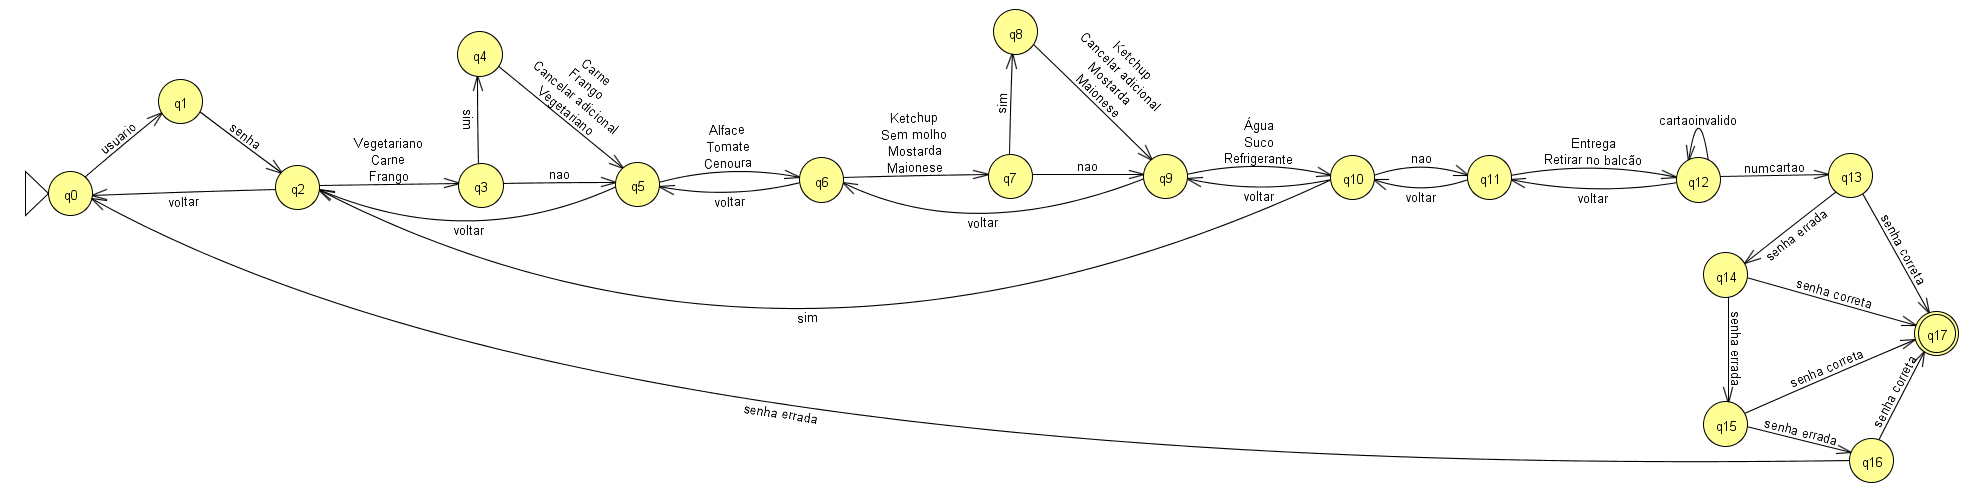 q0
usuario
q1
senha
q2
voltar
Vegetariano
Carne
Frango
q3
sim
q4
Carne
Frango
Cancelar adicional
Vegetariano
nao
q5
voltar
Alface
Tomate
Cenoura
voltar
q6
Ketchup
Sem molho
Mostarda
Maionese
q7
sim
q8
Ketchup
Cancelar adicional
Mostarda
Maionese
nao
q9
voltar
Água
Suco
Refrigerante
voltar
q10
sim
nao
voltar
q11
Entrega
Retirar no balcão
voltar
q12
cartaoinvalido
numcartao
q13
senha errada
senha correta
q14
senha correta
senha errada
q15
senha correta
senha errada
q16
senha correta
senha errada
q17